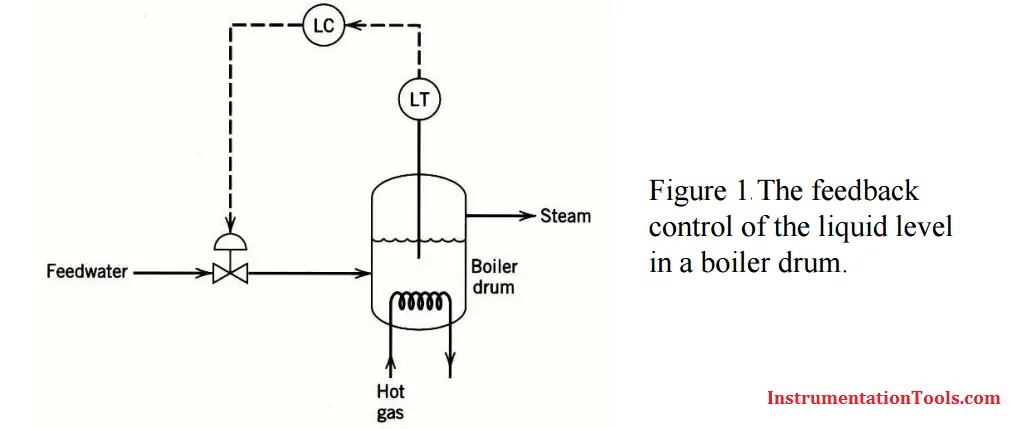 LC
LT
Steam
Feedwater
Boiler
drum
Hot
gas
Figure 1. The feedback
control of the liquid level
in a boiler drum.
InstrumentationTools.com